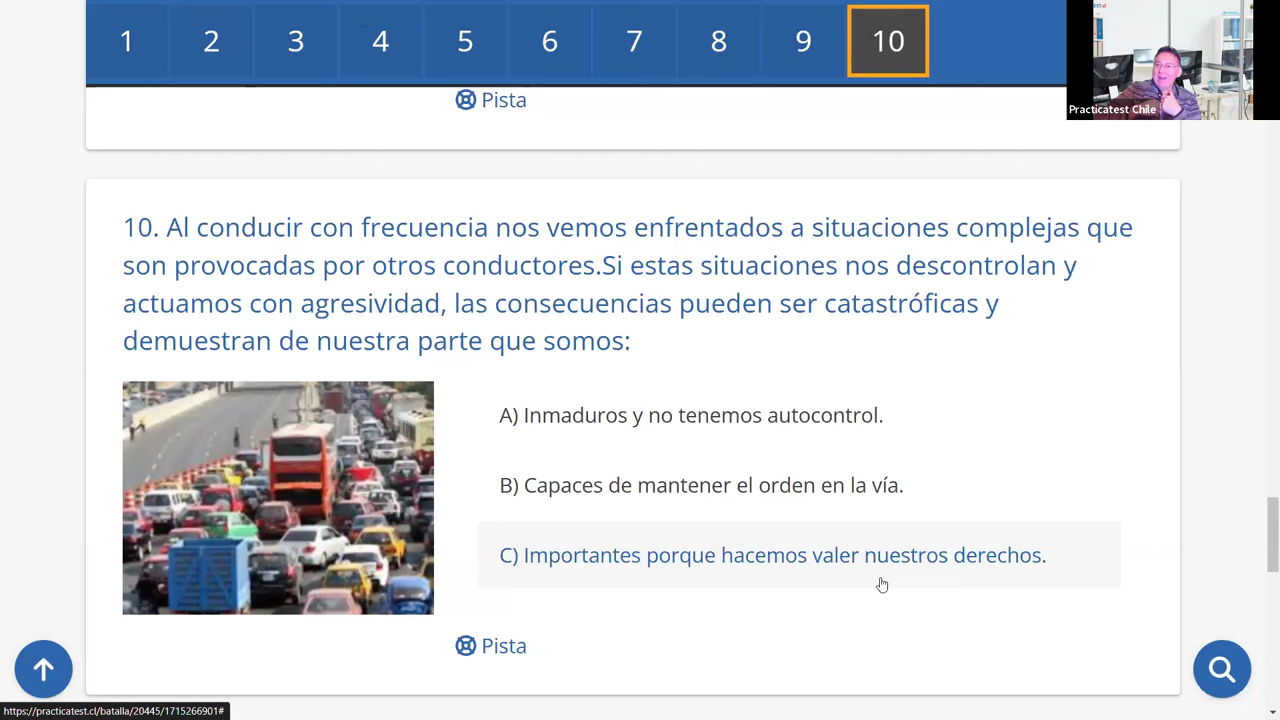 1 2 3 4 5 6 7 8 9 10
Practicatest Chile
Pista
10. Al conducir con frecuencia nos vemos enfrentados a situaciones complejas que
son provocadas por otros conductores.Si estas situaciones nos descontrolan y
actuamos con agresividad, las consecuencias pueden ser catastróficas y
demuestran de nuestra parte que somos:
A) Inmaduros y no tenemos autocontrol.
B) Capaces de mantener el orden en la vía.
C) Importantes porque hacemos valer nuestros derechos.
Pista
https://practicatest.cl/batalla/20445/1715266901#